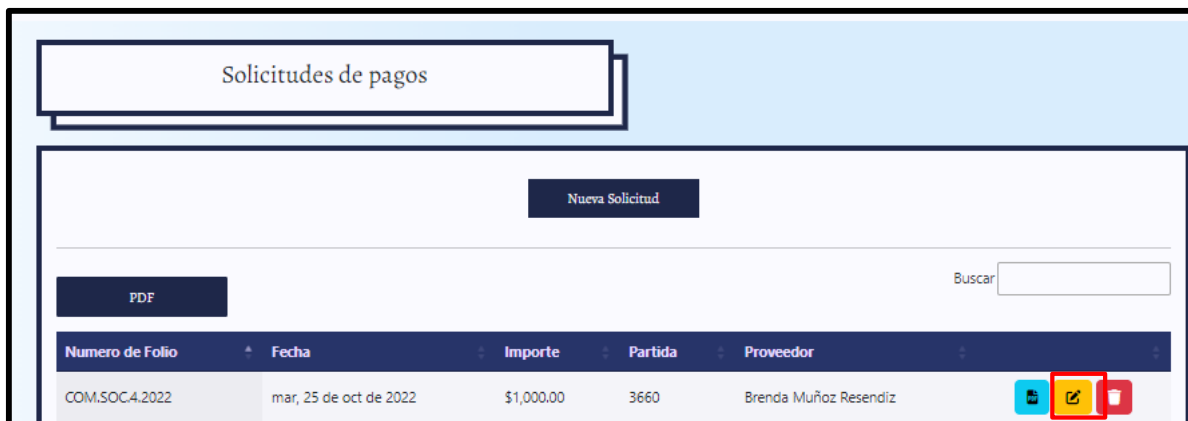 Solicitudes de pagos
Nueva Solicitud
Buscar
PDF
Numero de Folio Fecha Importe Partida Proveedor
COM.SOC.4.2022 mar, 25 de oct de 2022 $1,000.00 3660 Brenda Muñoz Resendiz